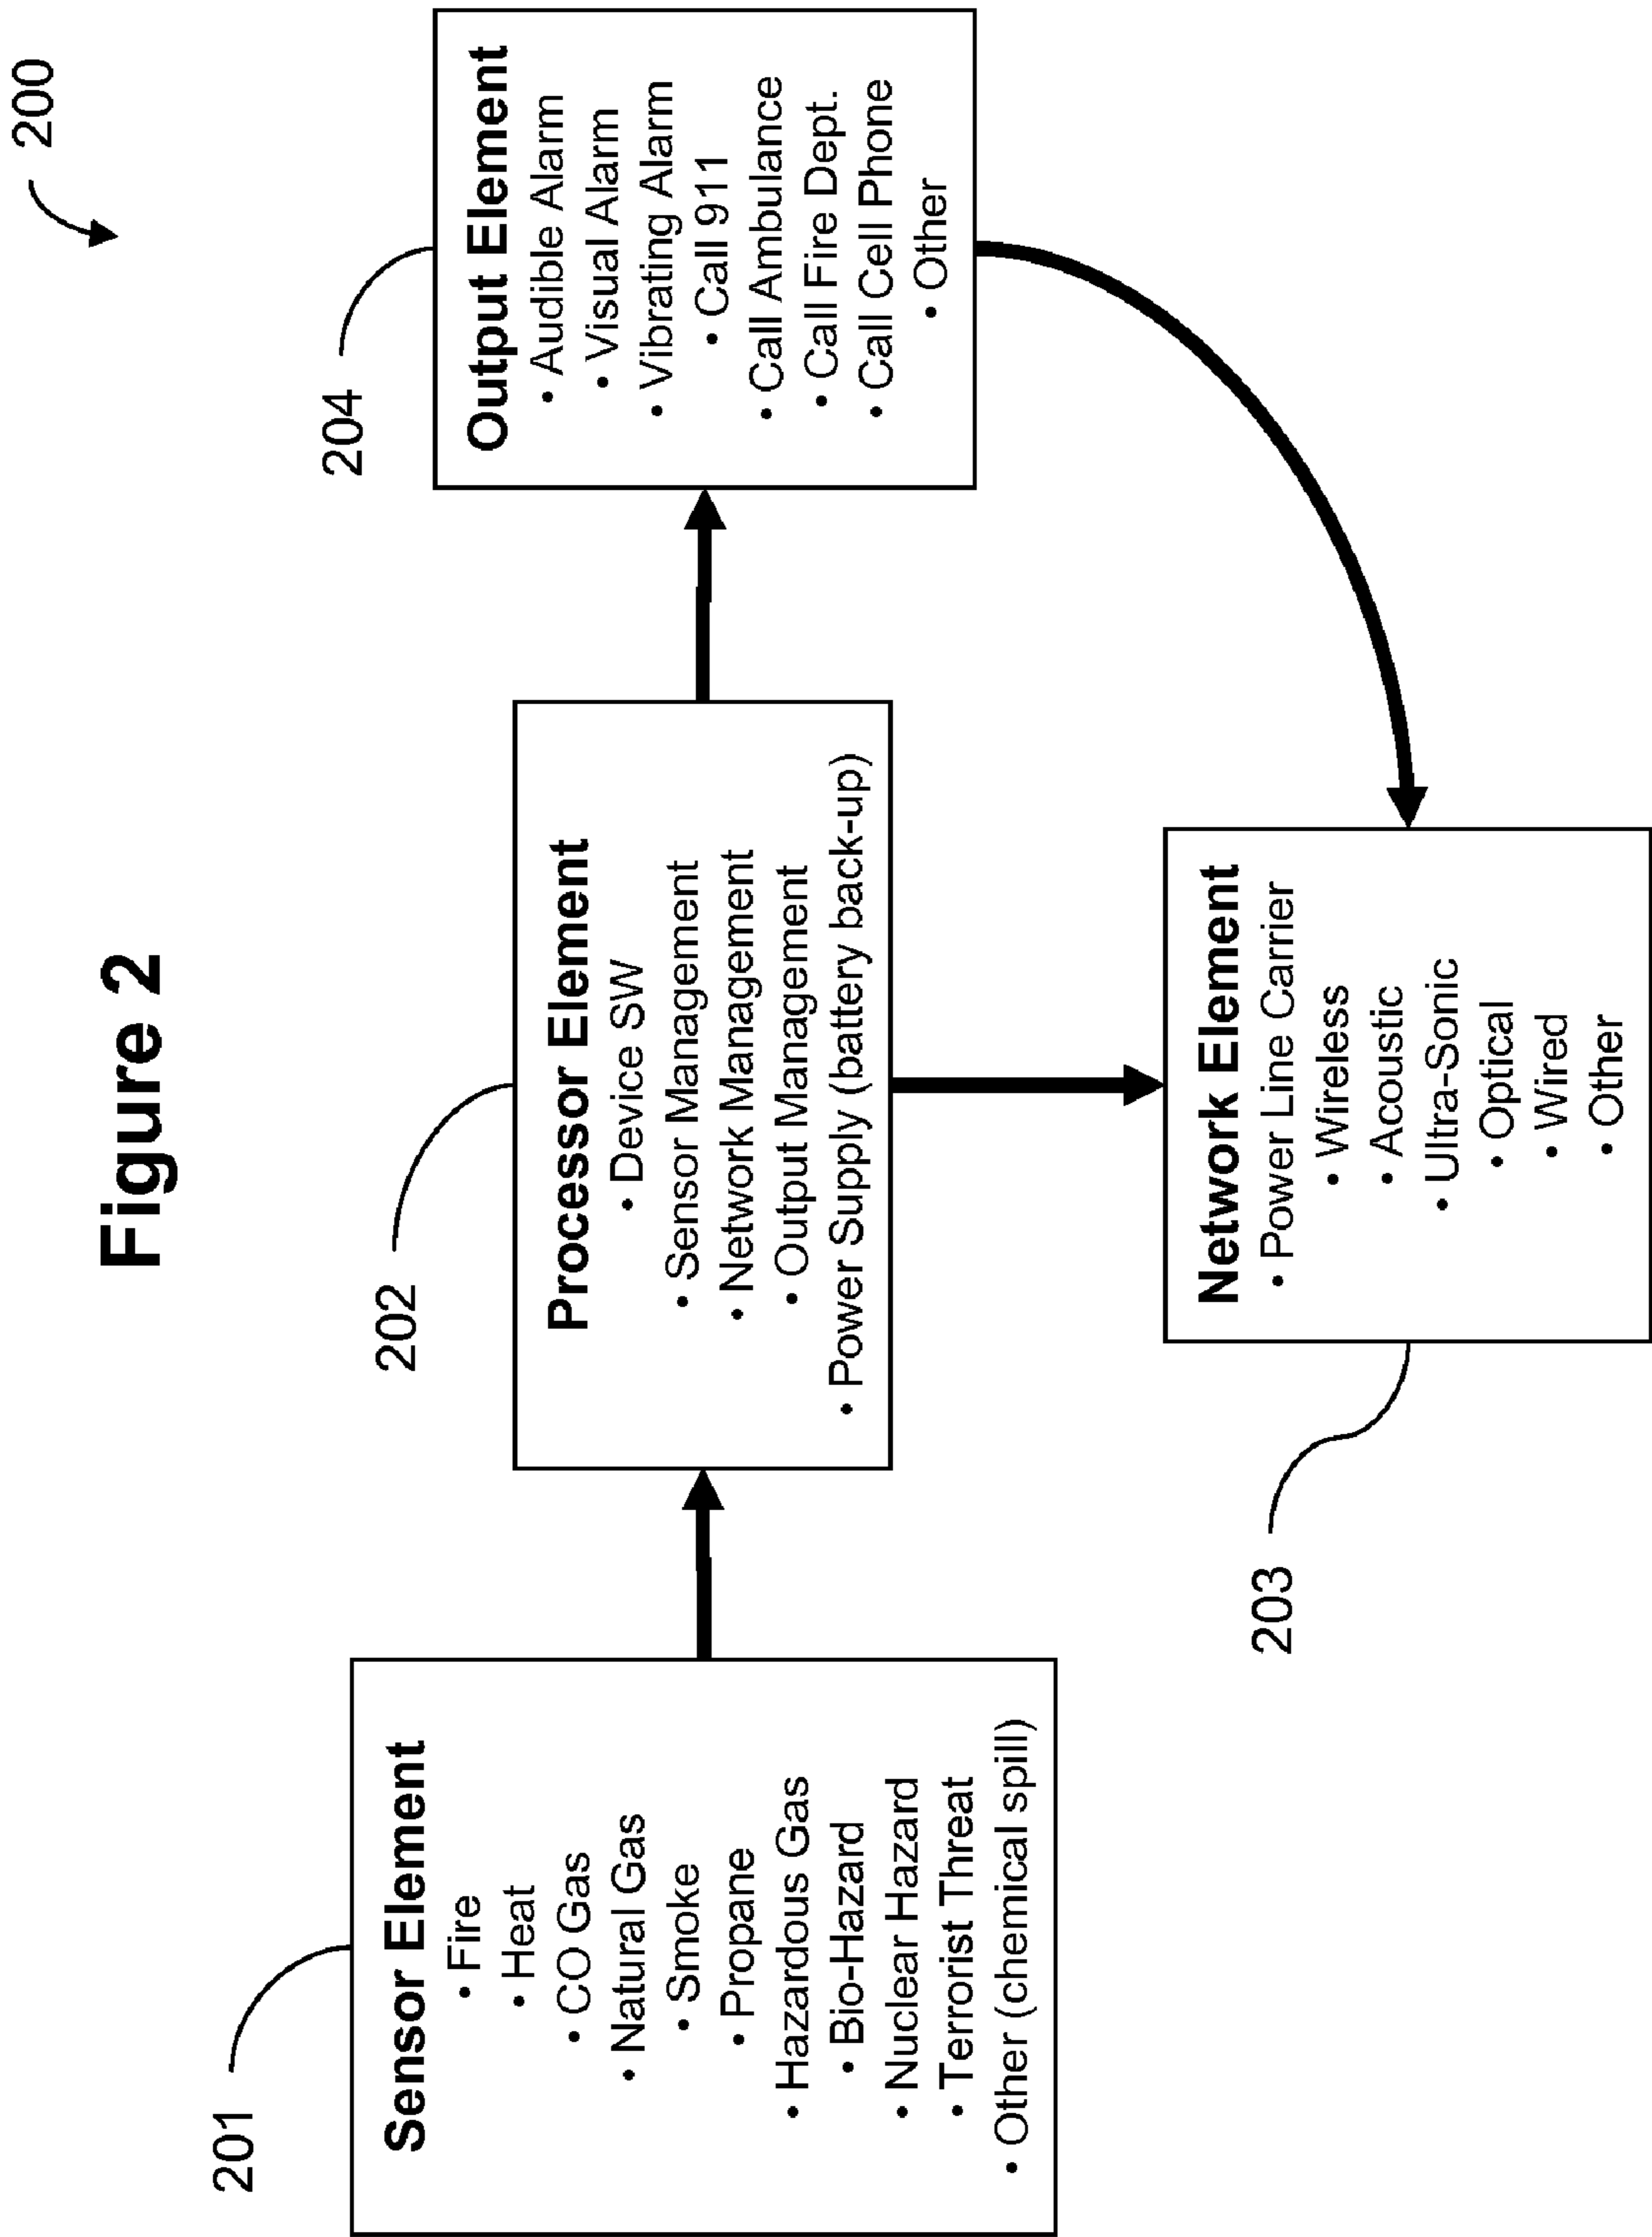 Figure 2
200
201
Sensor Element
• Fire
• Heat
• CO Gas
• Natural Gas
• Smoke
• Propane
• Hazardous Gas
• Bio-Hazard
• Nuclear Hazard
• Terrorist Threat
• Other (chemical spill)
202
Processor Element
• Device SW
• Sensor Management
• Network Management
• Output Management
• Power Supply (battery back-up)
204
Output Element
• Audible Alarm
• Visual Alarm
• Vibrating Alarm
• Call 911
• Call Ambulance
• Call Fire Dept.
• Call Cell Phone
• Other
203
Network Element
• Power Line Carrier
• Wireless
• Acoustic
• Ultra-Sonic
• Optical
• Wired
• Other